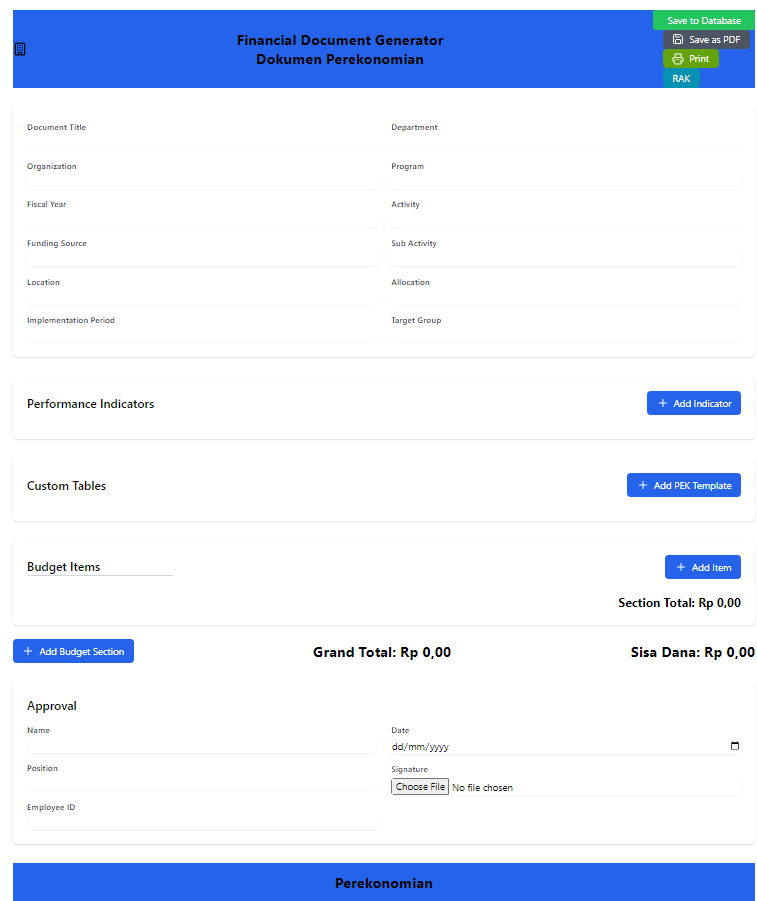 Financial Document Generator
Dokumen Perekonomian
Save to Database
Save as PDF
Print
RAK
Document Title
Department
Organization
Program
Fiscal Year
Activity
Funding Source
Sub Activity
Location
Allocation
Implementation Period
Target Group
Performance Indicators
Add Indicator
Custom Tables
Add PEK Template
Budget Items
Add Item
Section Total: Rp 0,00
Add Budget Section
Grand Total: Rp 0,00
Sisa Dana: Rp 0,00
Approval
Name
Date
dd/mm/yyyy
Position
Signature
Choose File No file chosen
Employee ID
Perekonomian